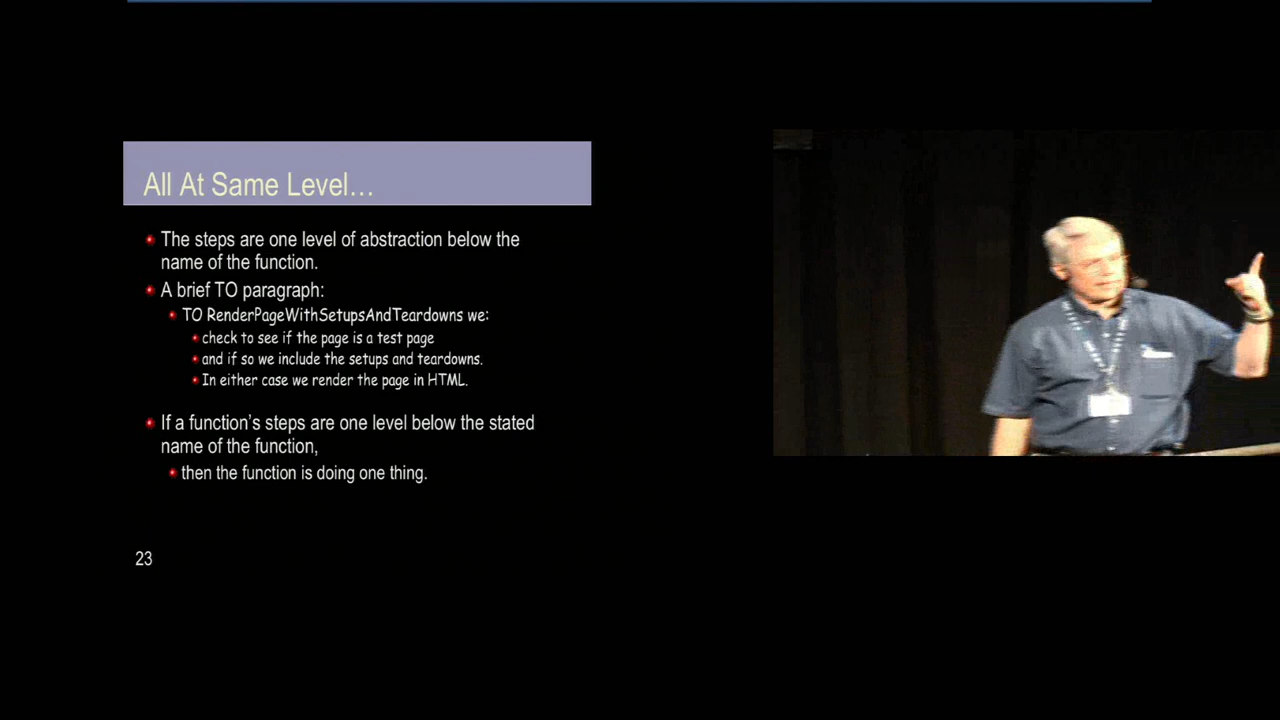 All At Same Level…
The steps are one level of abstraction below the
name of the function.
A brief TO paragraph:
TO RenderPageWithSetupsAndTeardowns we:
check to see if the page is a test page
and if so we include the setups and teardowns.
In either case we render the page in HTML.
If a function's steps are one level below the stated
name of the function,
then the function is doing one thing.
23